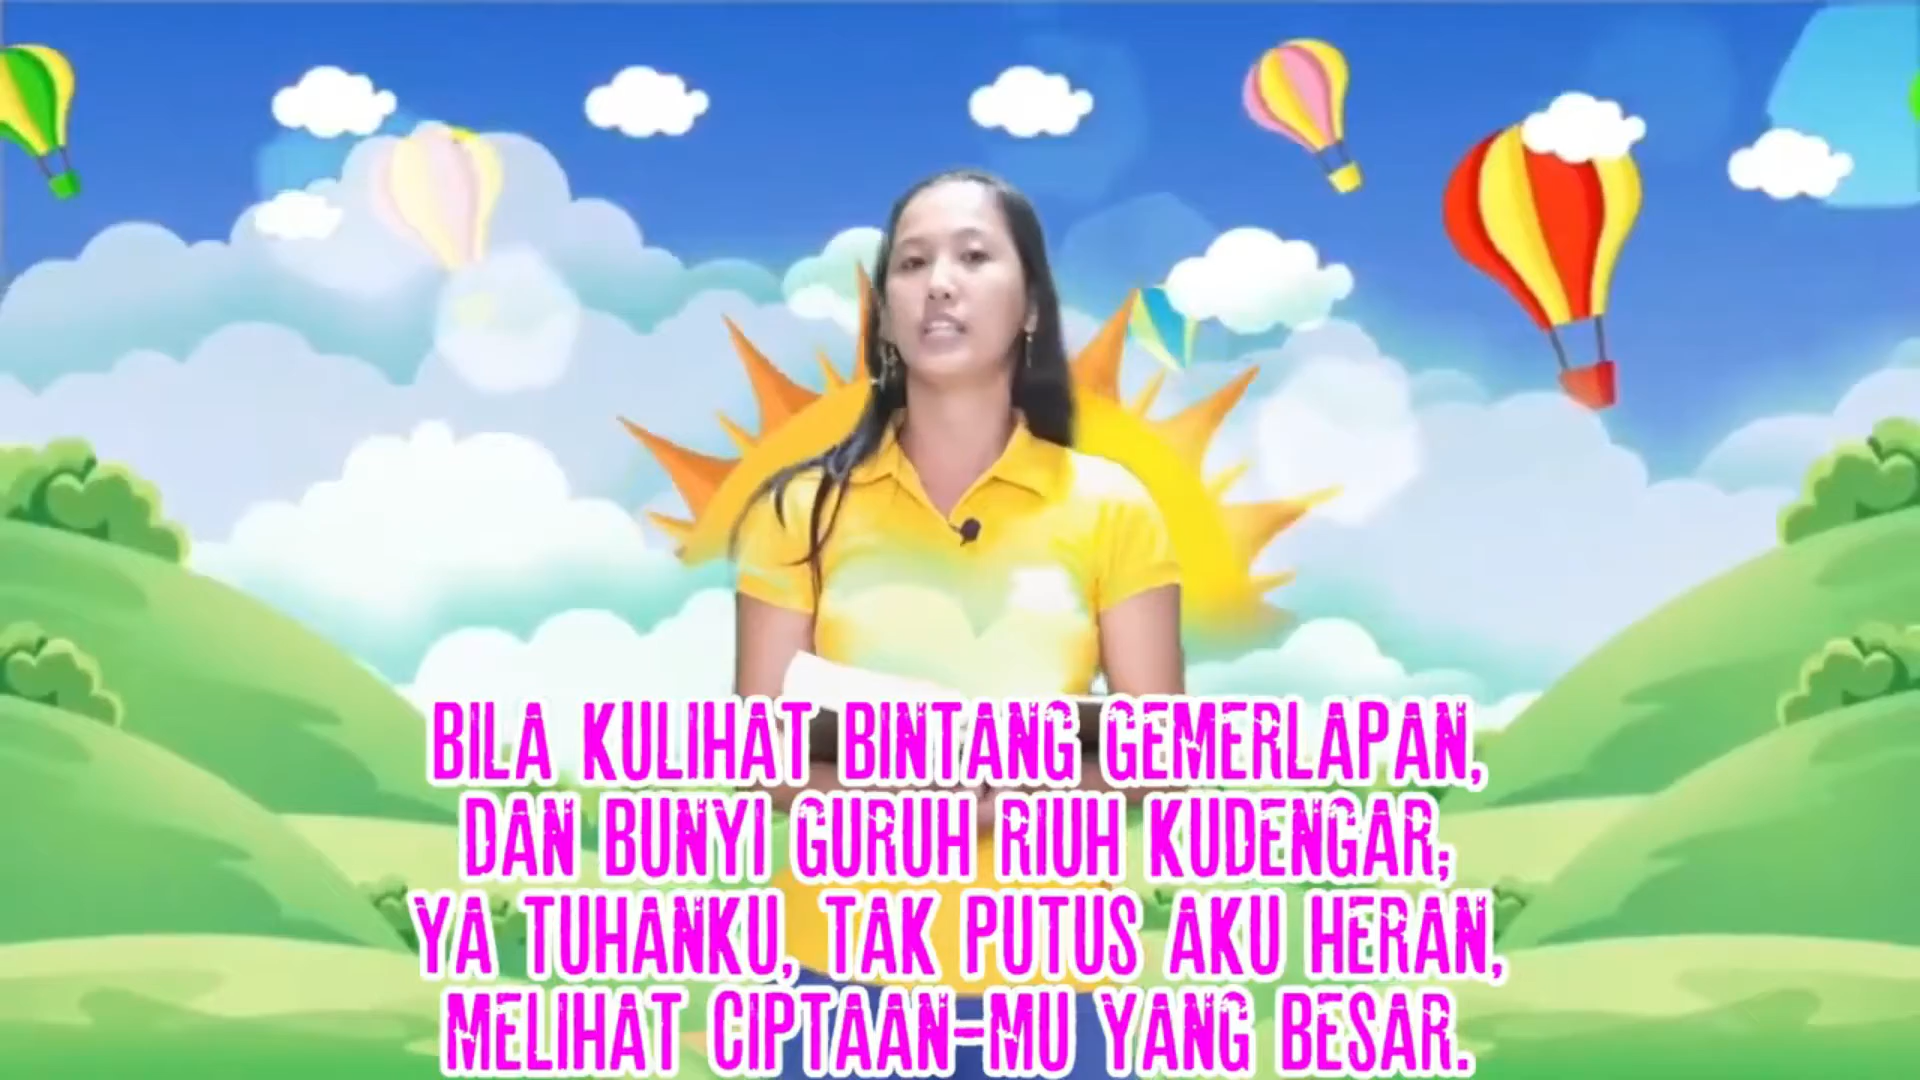 BILA KULIHAT BINTANG GEMERLAPAN,
DAN BUNYI GURUH RIUH KUDENGAR;
YA TUHANKU, TAK PUTUS AKU HERAN,
MELIHAT CIPTAAN-MU YANG BESAR.